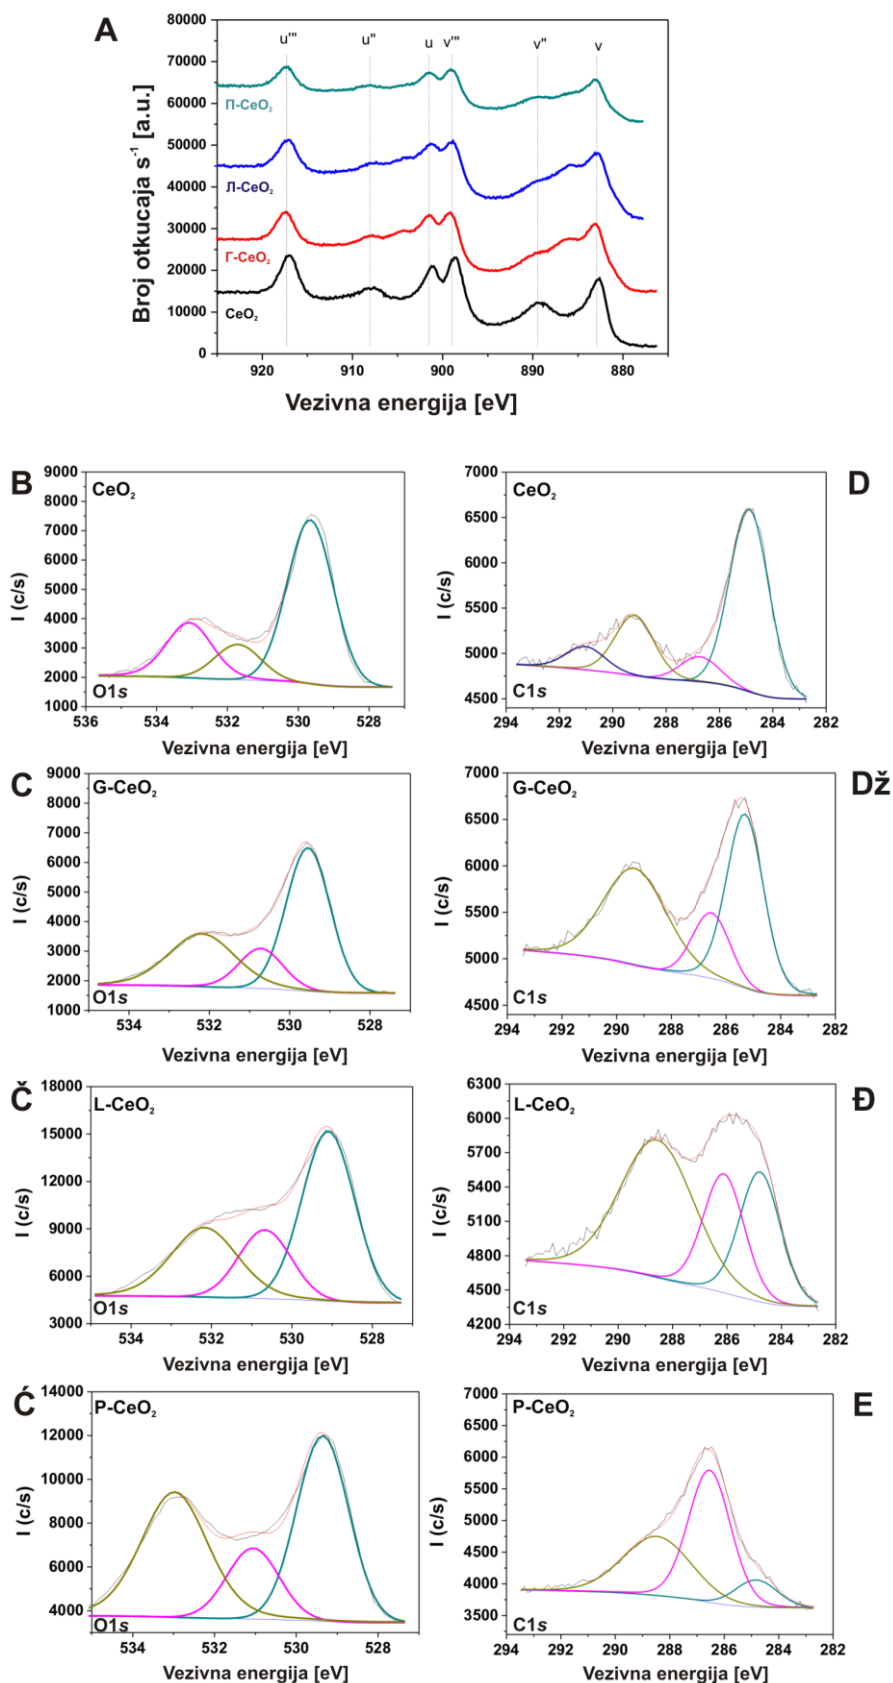 A
Broj otkucaja s⁻¹ [a.u.]
80000
70000
60000
50000
40000
30000
20000
10000
0
u''' u'' u v''' v'' v
П-CeO₂
Л-CeO₂
Г-CeO₂
CeO₂
920 910 900 890 880
Vezivna energija [eV]
B
CeO₂
I (c/s)
9000
8000
7000
6000
5000
4000
3000
2000
1000
O1s
536 534 532 530 528
Vezivna energija [eV]
D
CeO₂
I (c/s)
7000
6500
6000
5500
5000
4500
C1s
294 292 290 288 286 284 282
Vezivna energija [eV]
C
G-CeO₂
I (c/s)
9000
8000
7000
6000
5000
4000
3000
2000
1000
O1s
534 532 530 528
Vezivna energija [eV]
Dž
G-CeO₂
I (c/s)
7000
6500
6000
5500
5000
4500
C1s
294 292 290 288 286 284 282
Vezivna energija [eV]
Č
L-CeO₂
I (c/s)
18000
15000
12000
9000
6000
3000
O1s
534 532 530 528
Vezivna energija [eV]
Đ
L-CeO₂
I (c/s)
6300
6000
5700
5400
5100
4800
4500
4200
C1s
294 292 290 288 286 284 282
Vezivna energija [eV]
Ć
P-CeO₂
I (c/s)
14000
12000
10000
8000
6000
4000
O1s
534 532 530 528
Vezivna energija [eV]
E
P-CeO₂
I (c/s)
7000
6500
6000
5500
5000
4500
4000
3500
C1s
294 292 290 288 286 284 282
Vezivna energija [eV]